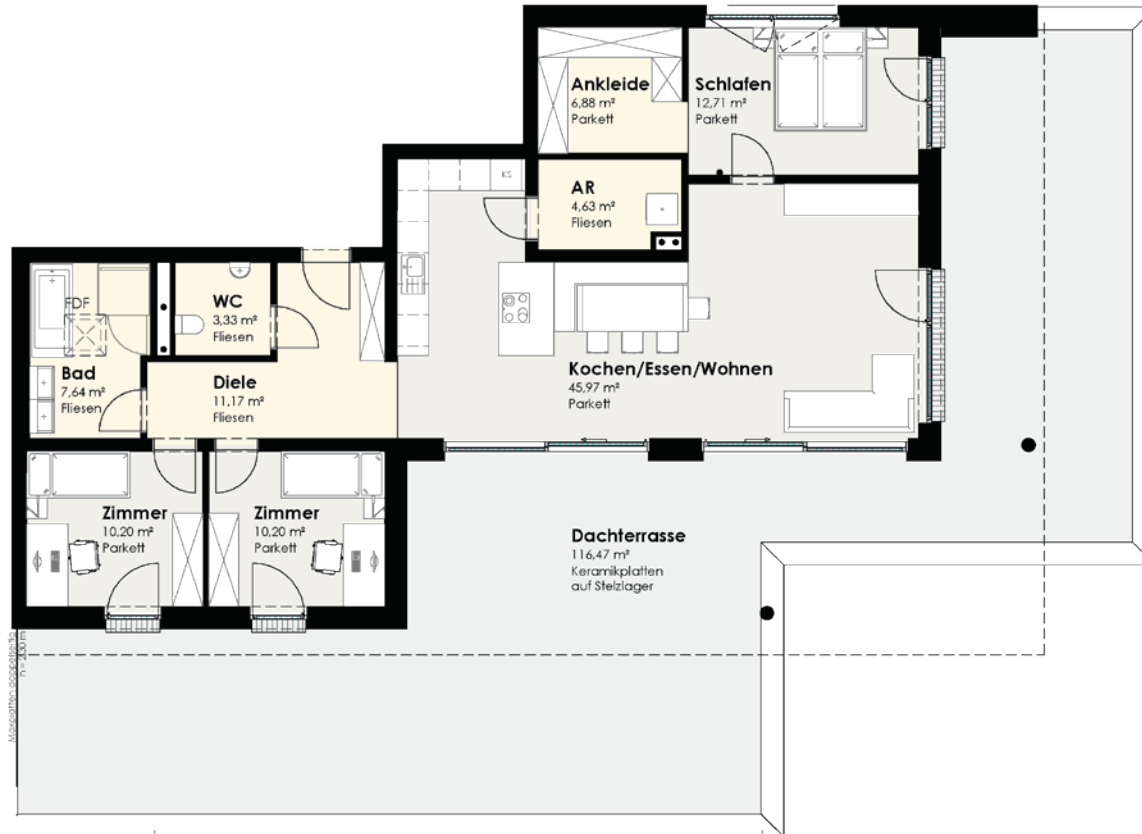 Ankleide
6,88 m²
Parkett
Schlafen
12,71 m²
Parkett
KS
AR
4,63 m²
Fliesen
FDF
WC
3,33 m²
Fliesen
Bad
7,64 m²
Fliesen
Diele
11,17 m²
Fliesen
Kochen/Essen/Wohnen
45,97 m²
Parkett
Zimmer
10,20 m²
Parkett
Zimmer
10,20 m²
Parkett
Dachterrasse
116,47 m²
Keramikplatten
auf Stelzlager
Maxplatten doppelseitig